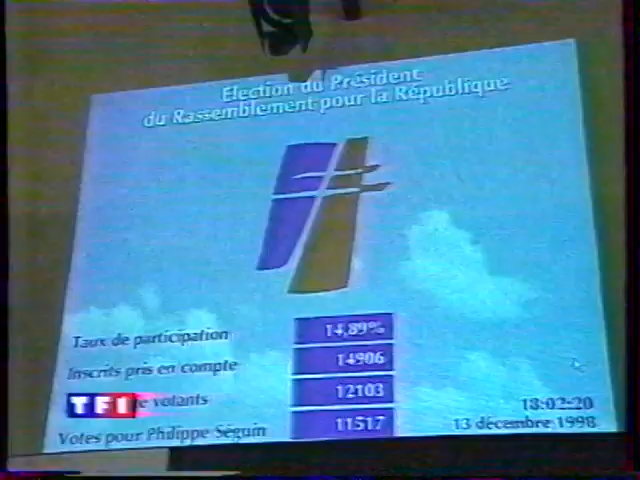 Election du Président
du Rassemblement pour la République
Taux de participation 14,89%
Inscrits pris en compte 14906
TF1 e votants 12103
Votes pour Philippe Séguin 11517
18:02:20
13 décembre 1998